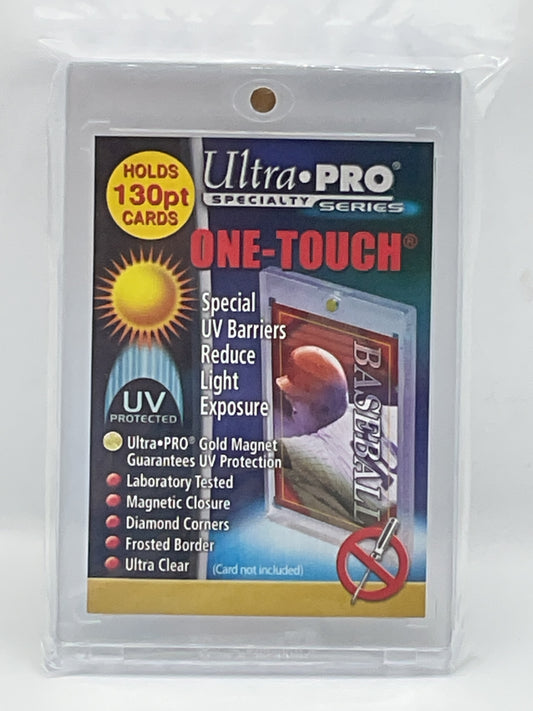 HOLDS
130pt
CARDS
Ultra•PRO®
SPECIALTY SERIES
ONE-TOUCH®
Special
UV Barriers
Reduce
Light
Exposure
UV
PROTECTED
BASEBALL
Ultra•PRO® Gold Magnet
Guarantees UV Protection
Laboratory Tested
Magnetic Closure
Diamond Corners
Frosted Border
Ultra Clear
(Card not included)